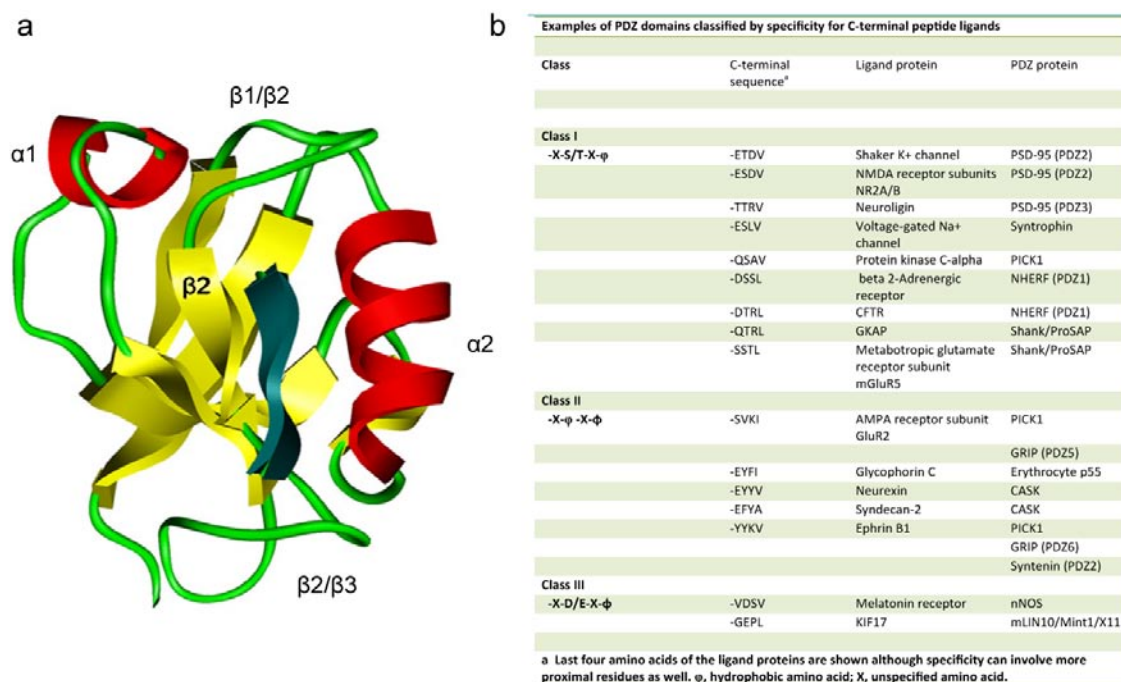 a
β1/β2
α1
β2
α2
β2/β3
b
Examples of PDZ domains classified by specificity for C-terminal peptide ligands
Class C-terminal sequenceᵃ Ligand protein PDZ protein
Class I
-X-S/T-X-φ -ETDV Shaker K+ channel PSD-95 (PDZ2)
-ESDV NMDA receptor subunits NR2A/B PSD-95 (PDZ2)
-TTRV Neuroligin PSD-95 (PDZ3)
-ESLV Voltage-gated Na+ channel Syntrophin
-QSAV Protein kinase C-alpha PICK1
-DSSL beta 2-Adrenergic receptor NHERF (PDZ1)
-DTRL CFTR NHERF (PDZ1)
-QTRL GKAP Shank/ProSAP
-SSTL Metabotropic glutamate receptor subunit mGluR5 Shank/ProSAP
Class II
-X-φ -X-ϕ -SVKI AMPA receptor subunit GluR2 PICK1
GRIP (PDZ5)
-EYFI Glycophorin C Erythrocyte p55
-EYYV Neurexin CASK
-EFYA Syndecan-2 CASK
-YYKV Ephrin B1 PICK1
GRIP (PDZ6)
Syntenin (PDZ2)
Class III
-X-D/E-X-ϕ -VDSV Melatonin receptor nNOS
-GEPL KIF17 mLIN10/Mint1/X11
a Last four amino acids of the ligand proteins are shown although specificity can involve more
proximal residues as well. φ, hydrophobic amino acid; X, unspecified amino acid.